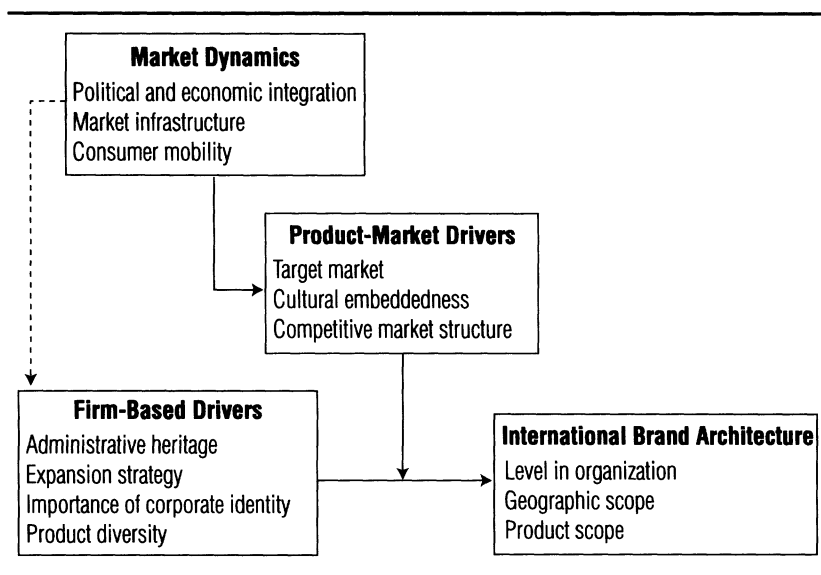 Market Dynamics
Political and economic integration
Market infrastructure
Consumer mobility
Product-Market Drivers
Target market
Cultural embeddedness
Competitive market structure
Firm-Based Drivers
Administrative heritage
Expansion strategy
Importance of corporate identity
Product diversity
International Brand Architecture
Level in organization
Geographic scope
Product scope